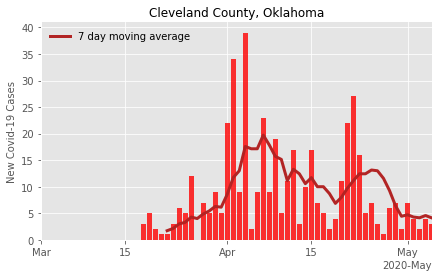 Cleveland County, Oklahoma
7 day moving average
New Covid-19 Cases
40
35
30
25
20
15
10
5
0
Mar
15
Apr
15
May
2020-May